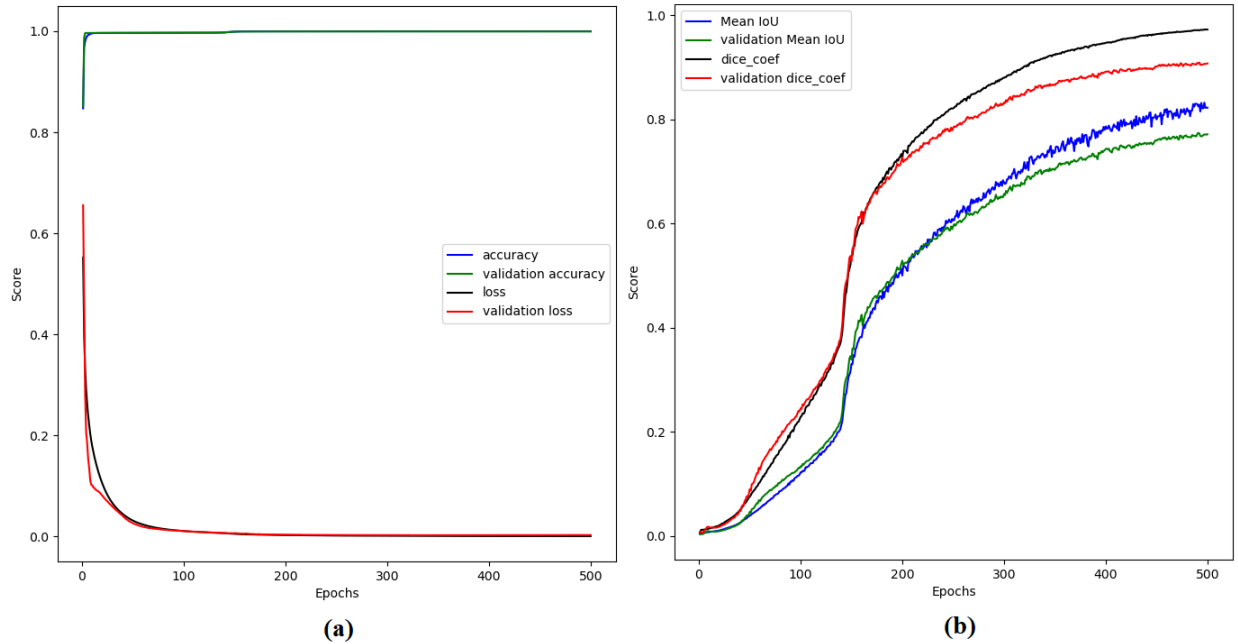 1.0
0.8
0.6
0.4
0.2
0.0
Score
0 100 200 300 400 500
Epochs
accuracy
validation accuracy
loss
validation loss
(a)
1.0
0.8
0.6
0.4
0.2
0.0
Score
0 100 200 300 400 500
Epochs
Mean IoU
validation Mean IoU
dice_coef
validation dice_coef
(b)